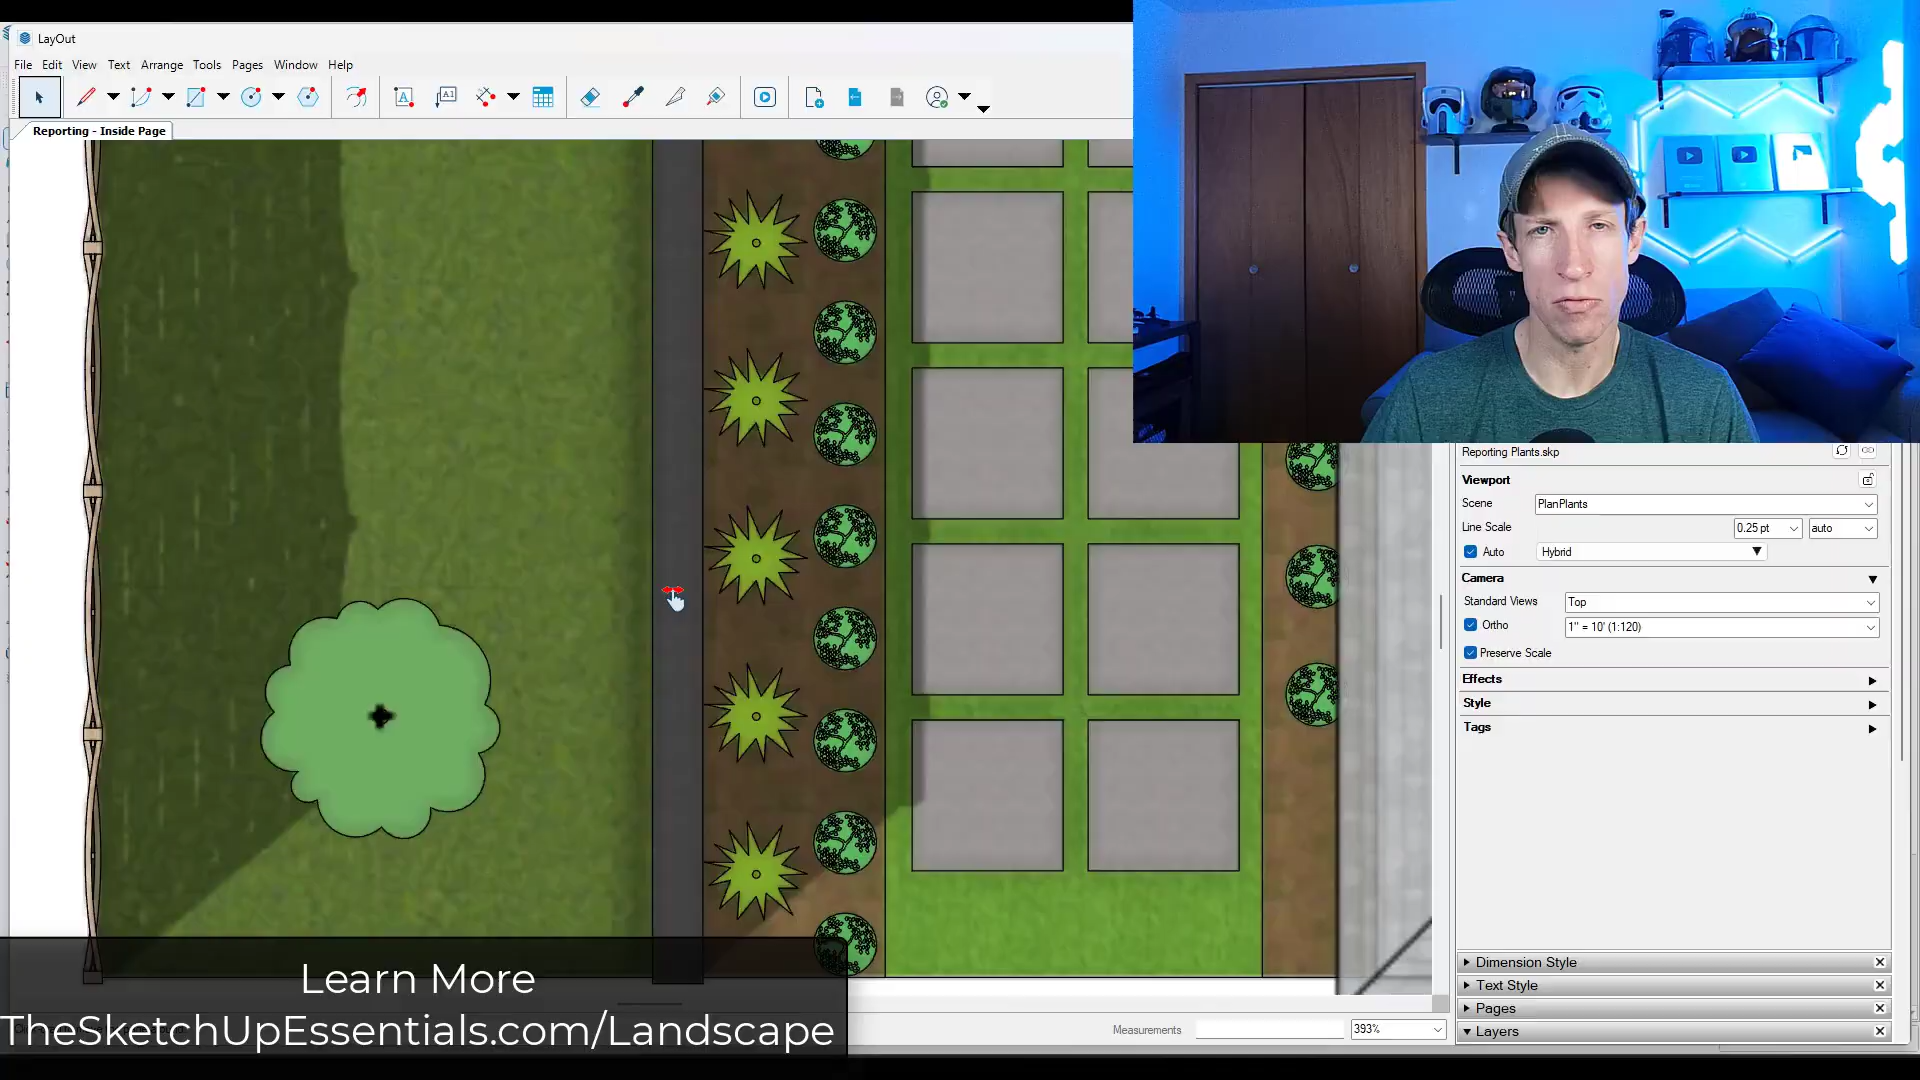 LayOut
File Edit View Text Arrange Tools Pages Window Help
A A1
Reporting - Inside Page
Reporting Plants.skp
Viewport
Scene PlanPlants
Line Scale 0.25 pt auto
Auto Hybrid
Camera
Standard Views Top
Ortho 1" = 10' (1:120)
Preserve Scale
Effects
Style
Tags
Dimension Style
Text Style
Pages
Layers
Learn More
TheSketchUpEssentials.com/Landscape
Measurements 393%